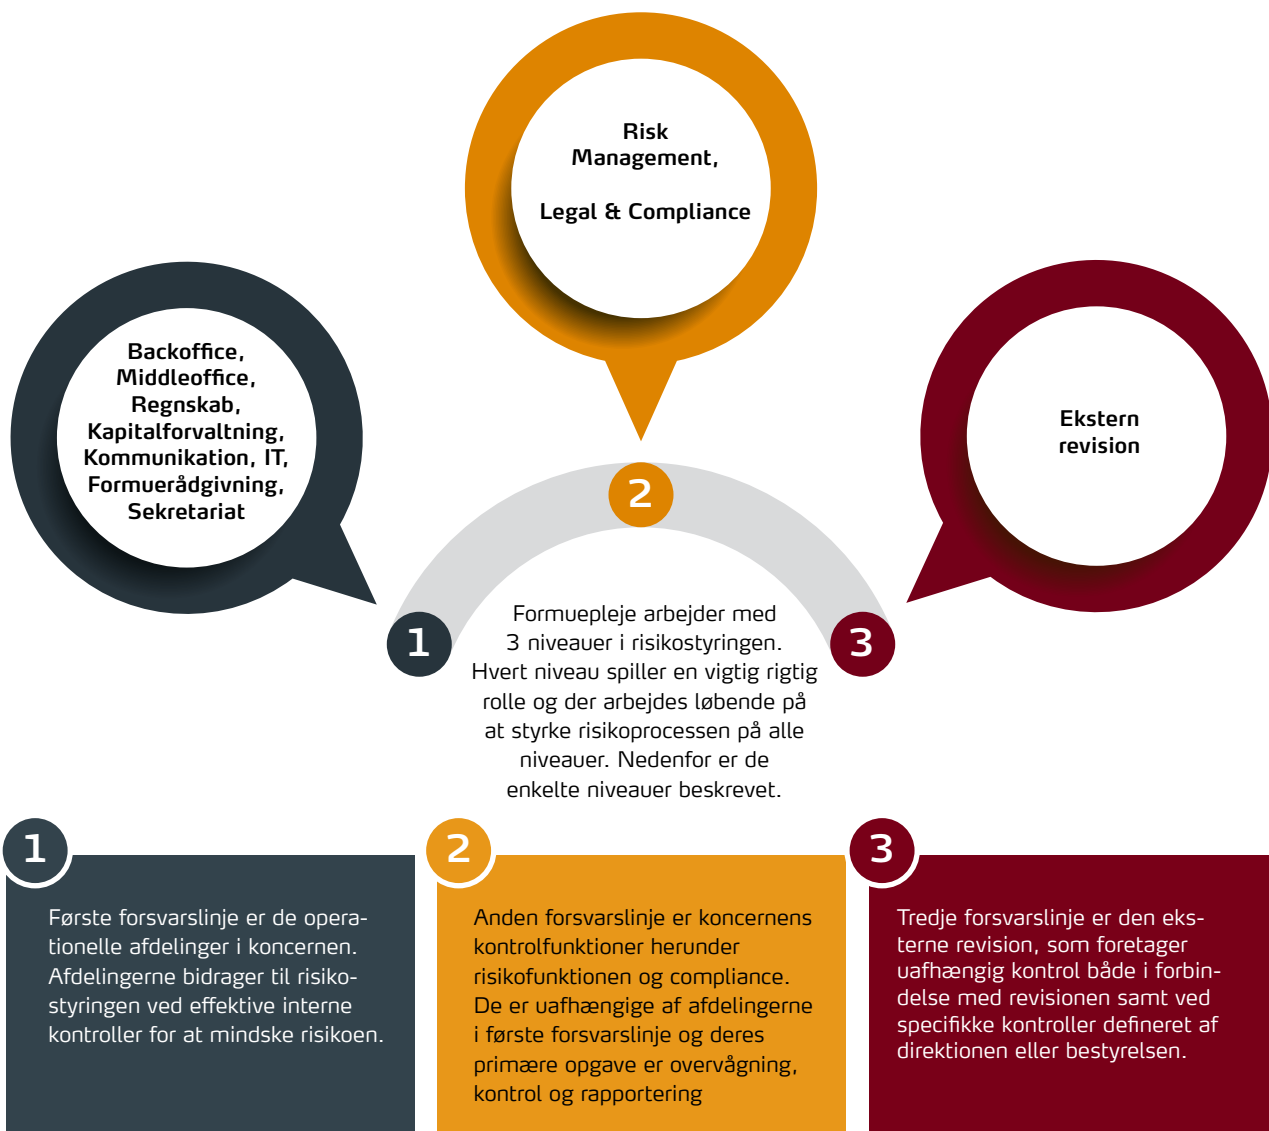 Risk
Management,
Legal & Compliance
Backoffice,
Middleoffice,
Regnskab,
Kapitalforvaltning,
Kommunikation, IT,
Formuerådgivning,
Sekretariat
Ekstern
revision
2
1
3
Formuepleje arbejder med
3 niveauer i risikostyringen.
Hvert niveau spiller en vigtig rigtig
rolle og der arbejdes løbende på
at styrke risikoprocessen på alle
niveauer. Nedenfor er de
enkelte niveauer beskrevet.
1
Første forsvarslinje er de opera-
tionelle afdelinger i koncernen.
Afdelingerne bidrager til risiko-
styringen ved effektive interne
kontroller for at mindske risikoen.
2
Anden forsvarslinje er koncernens
kontrolfunktioner herunder
risikofunktionen og compliance.
De er uafhængige af afdelingerne
i første forsvarslinje og deres
primære opgave er overvågning,
kontrol og rapportering
3
Tredje forsvarslinje er den eks-
terne revision, som foretager
uafhængig kontrol både i forbin-
delse med revisionen samt ved
specifikke kontroller defineret af
direktionen eller bestyrelsen.